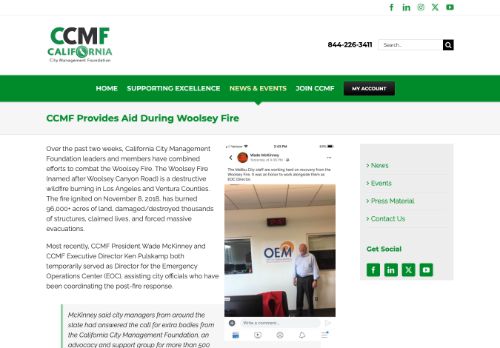 CCMF
CALIFORNIA
City Management Foundation
844-226-3411
Search...
HOME SUPPORTING EXCELLENCE NEWS & EVENTS JOIN CCMF MY ACCOUNT
CCMF Provides Aid During Woolsey Fire
Over the past two weeks, California City Management
Foundation leaders and members have combined
efforts to combat the Woolsey Fire. The Woolsey Fire
(named after Woolsey Canyon Road) is a destructive
wildfire burning in Los Angeles and Ventura Counties.
The fire ignited on November 8, 2018, has burned
96,000+ acres of land, damaged/destroyed thousands
of structures, claimed lives, and forced massive
evacuations.
Most recently, CCMF President Wade McKinney and
CCMF Executive Director Ken Pulskamp both
temporarily served as Director for the Emergency
Operations Center (EOC), assisting city officials who have
been coordinating the post-fire response.
McKinney said city managers from around the
state had answered the call for extra bodies from
the California City Management Foundation, an
advocacy and support group for more than 500
2:43 PM
Wade McKinney
The Malibu City staff are working hard on recovery from the
Woolsey Fire. It was an honor to work alongside them as
EOC Director.
OEM
Write a comment...
> News
> Events
> Press Material
> Contact Us
Get Social